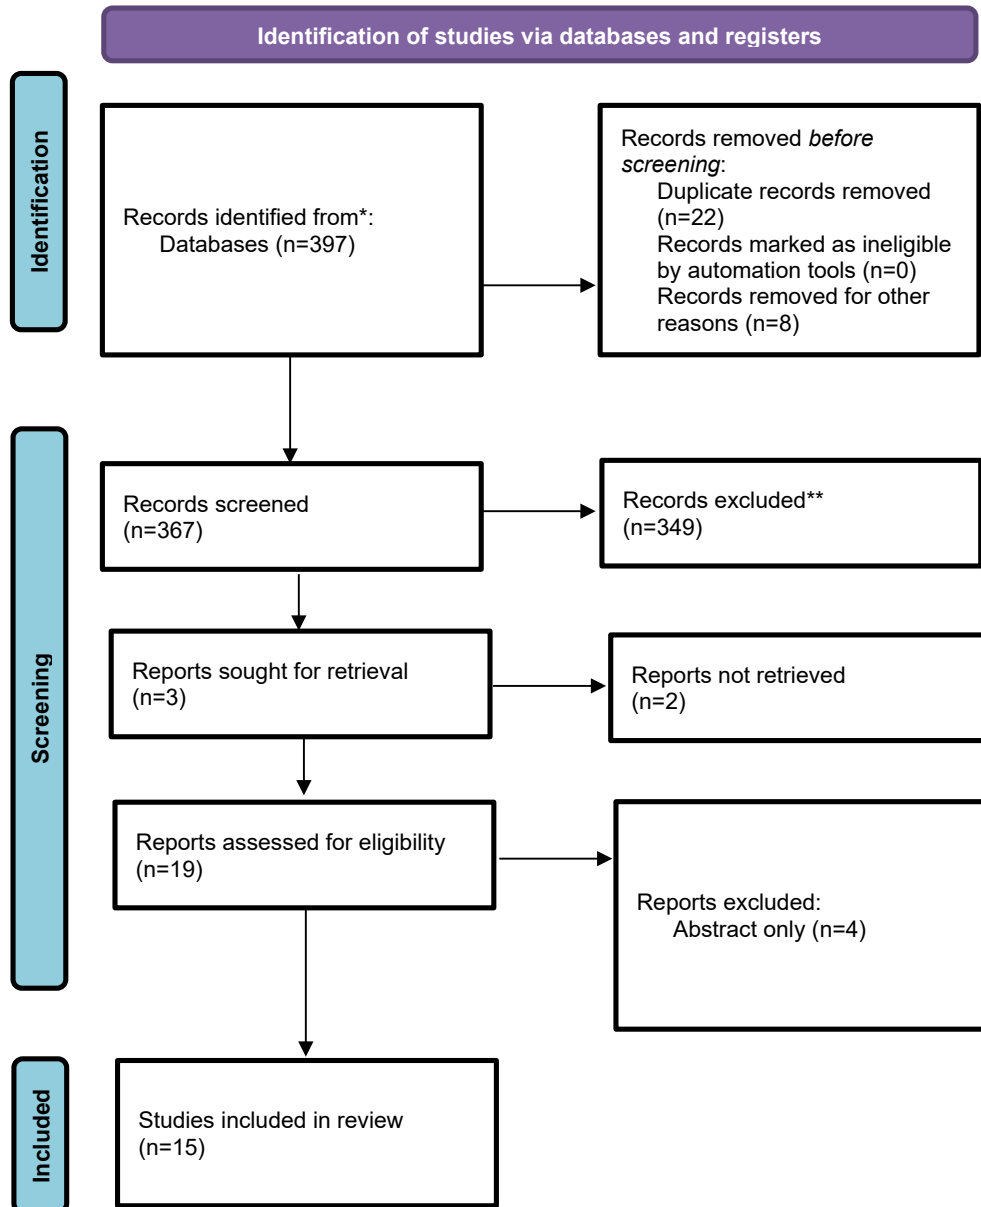 Identification of studies via databases and registers
Identification
Records identified from*:
Databases (n=397)
Records removed before
screening:
Duplicate records removed
(n=22)
Records marked as ineligible
by automation tools (n=0)
Records removed for other
reasons (n=8)
Screening
Records screened
(n=367)
Records excluded**
(n=349)
Reports sought for retrieval
(n=3)
Reports not retrieved
(n=2)
Reports assessed for eligibility
(n=19)
Reports excluded:
Abstract only (n=4)
Included
Studies included in review
(n=15)